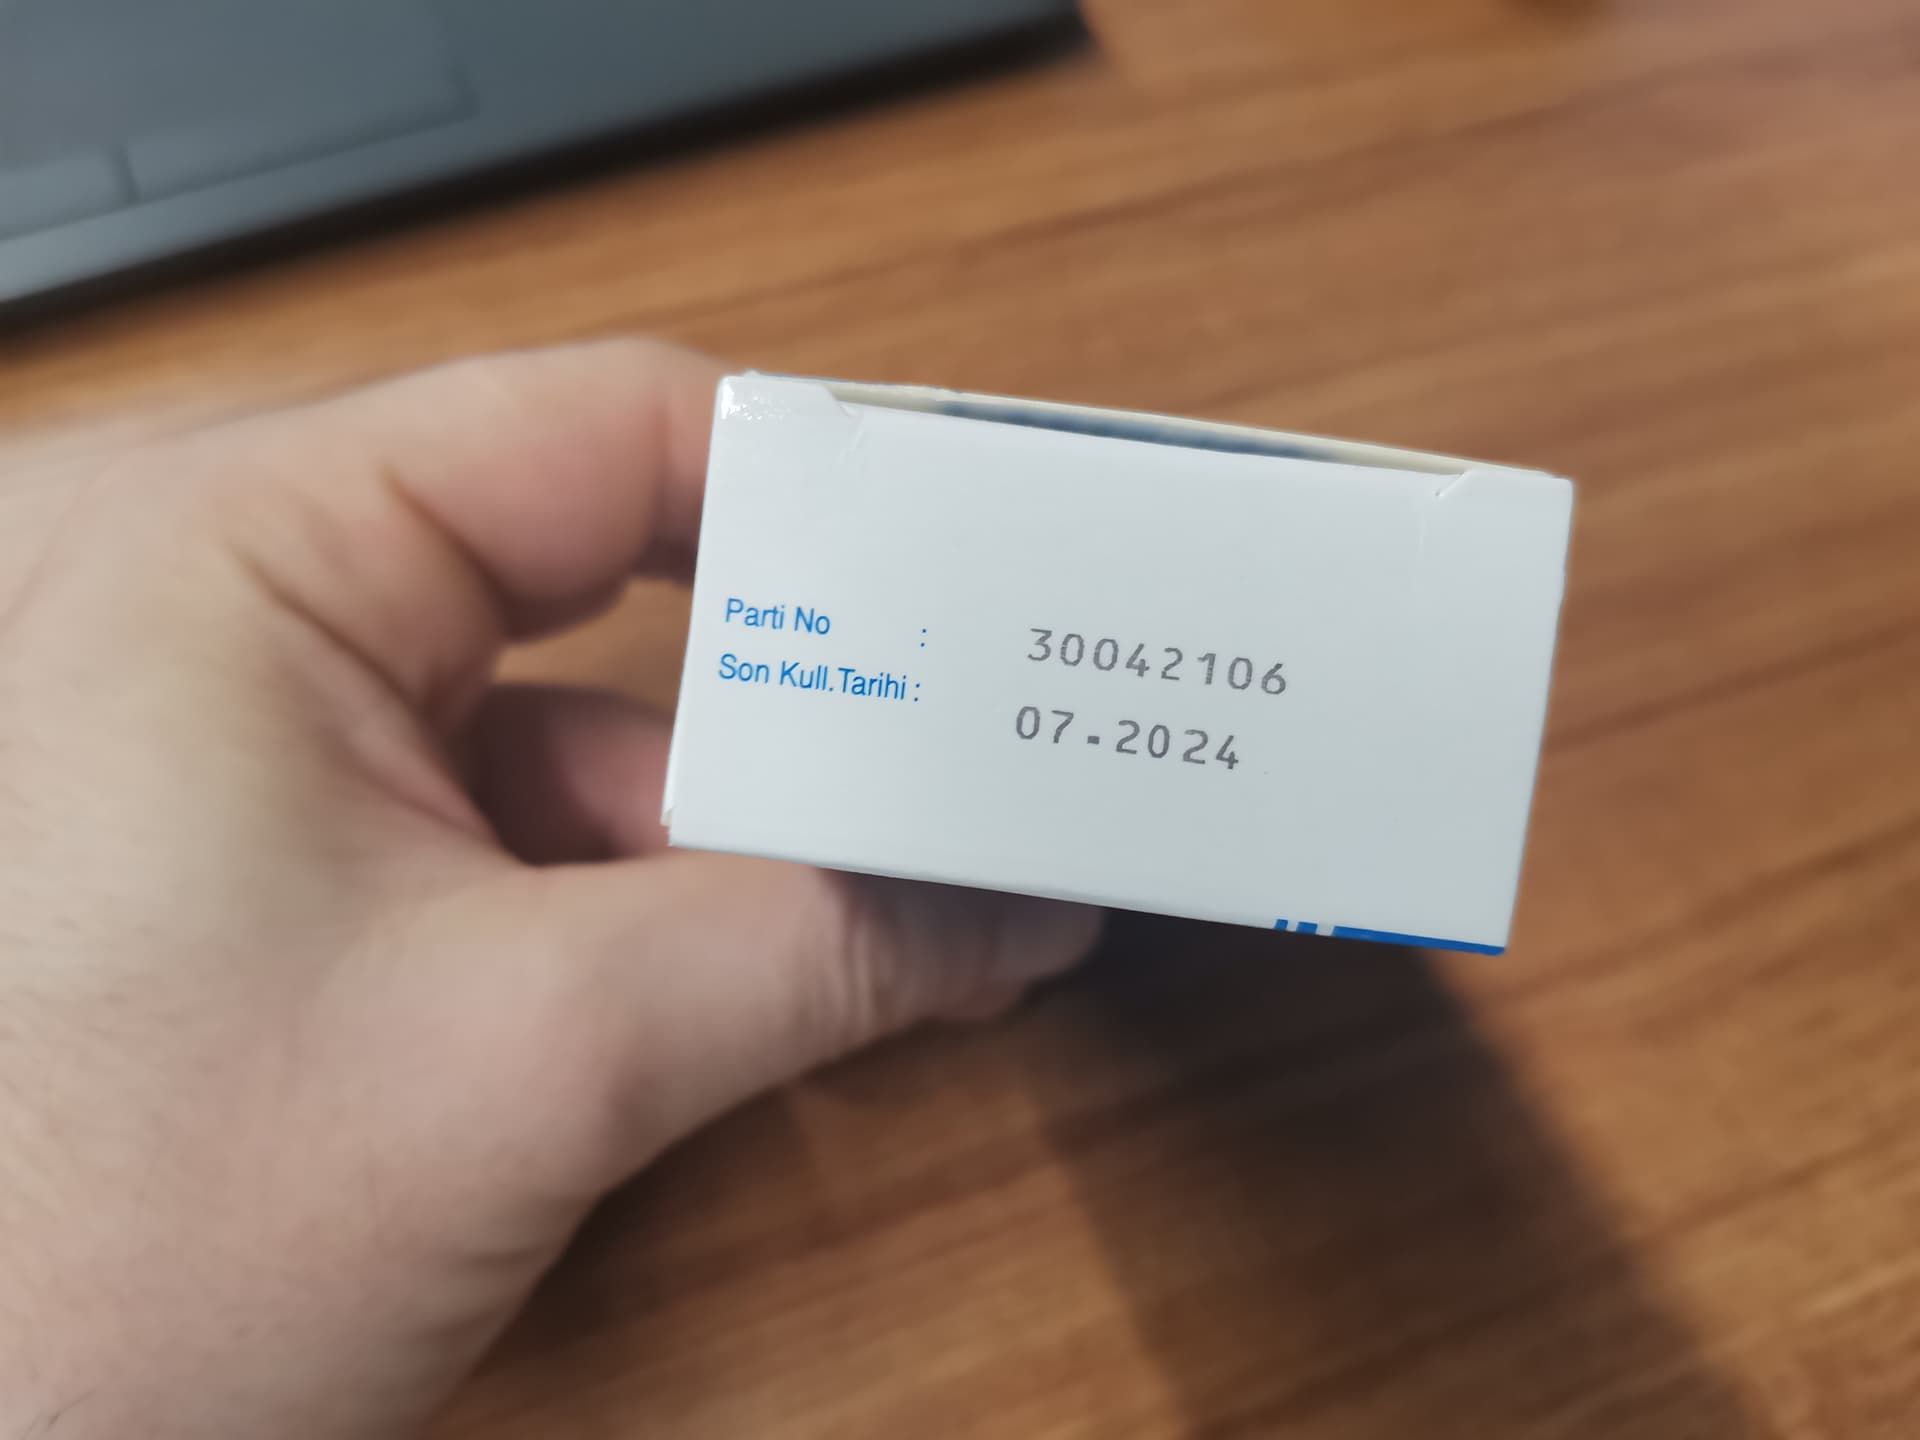 Parti No : 30042106
Son Kull.Tarihi : 07.2024